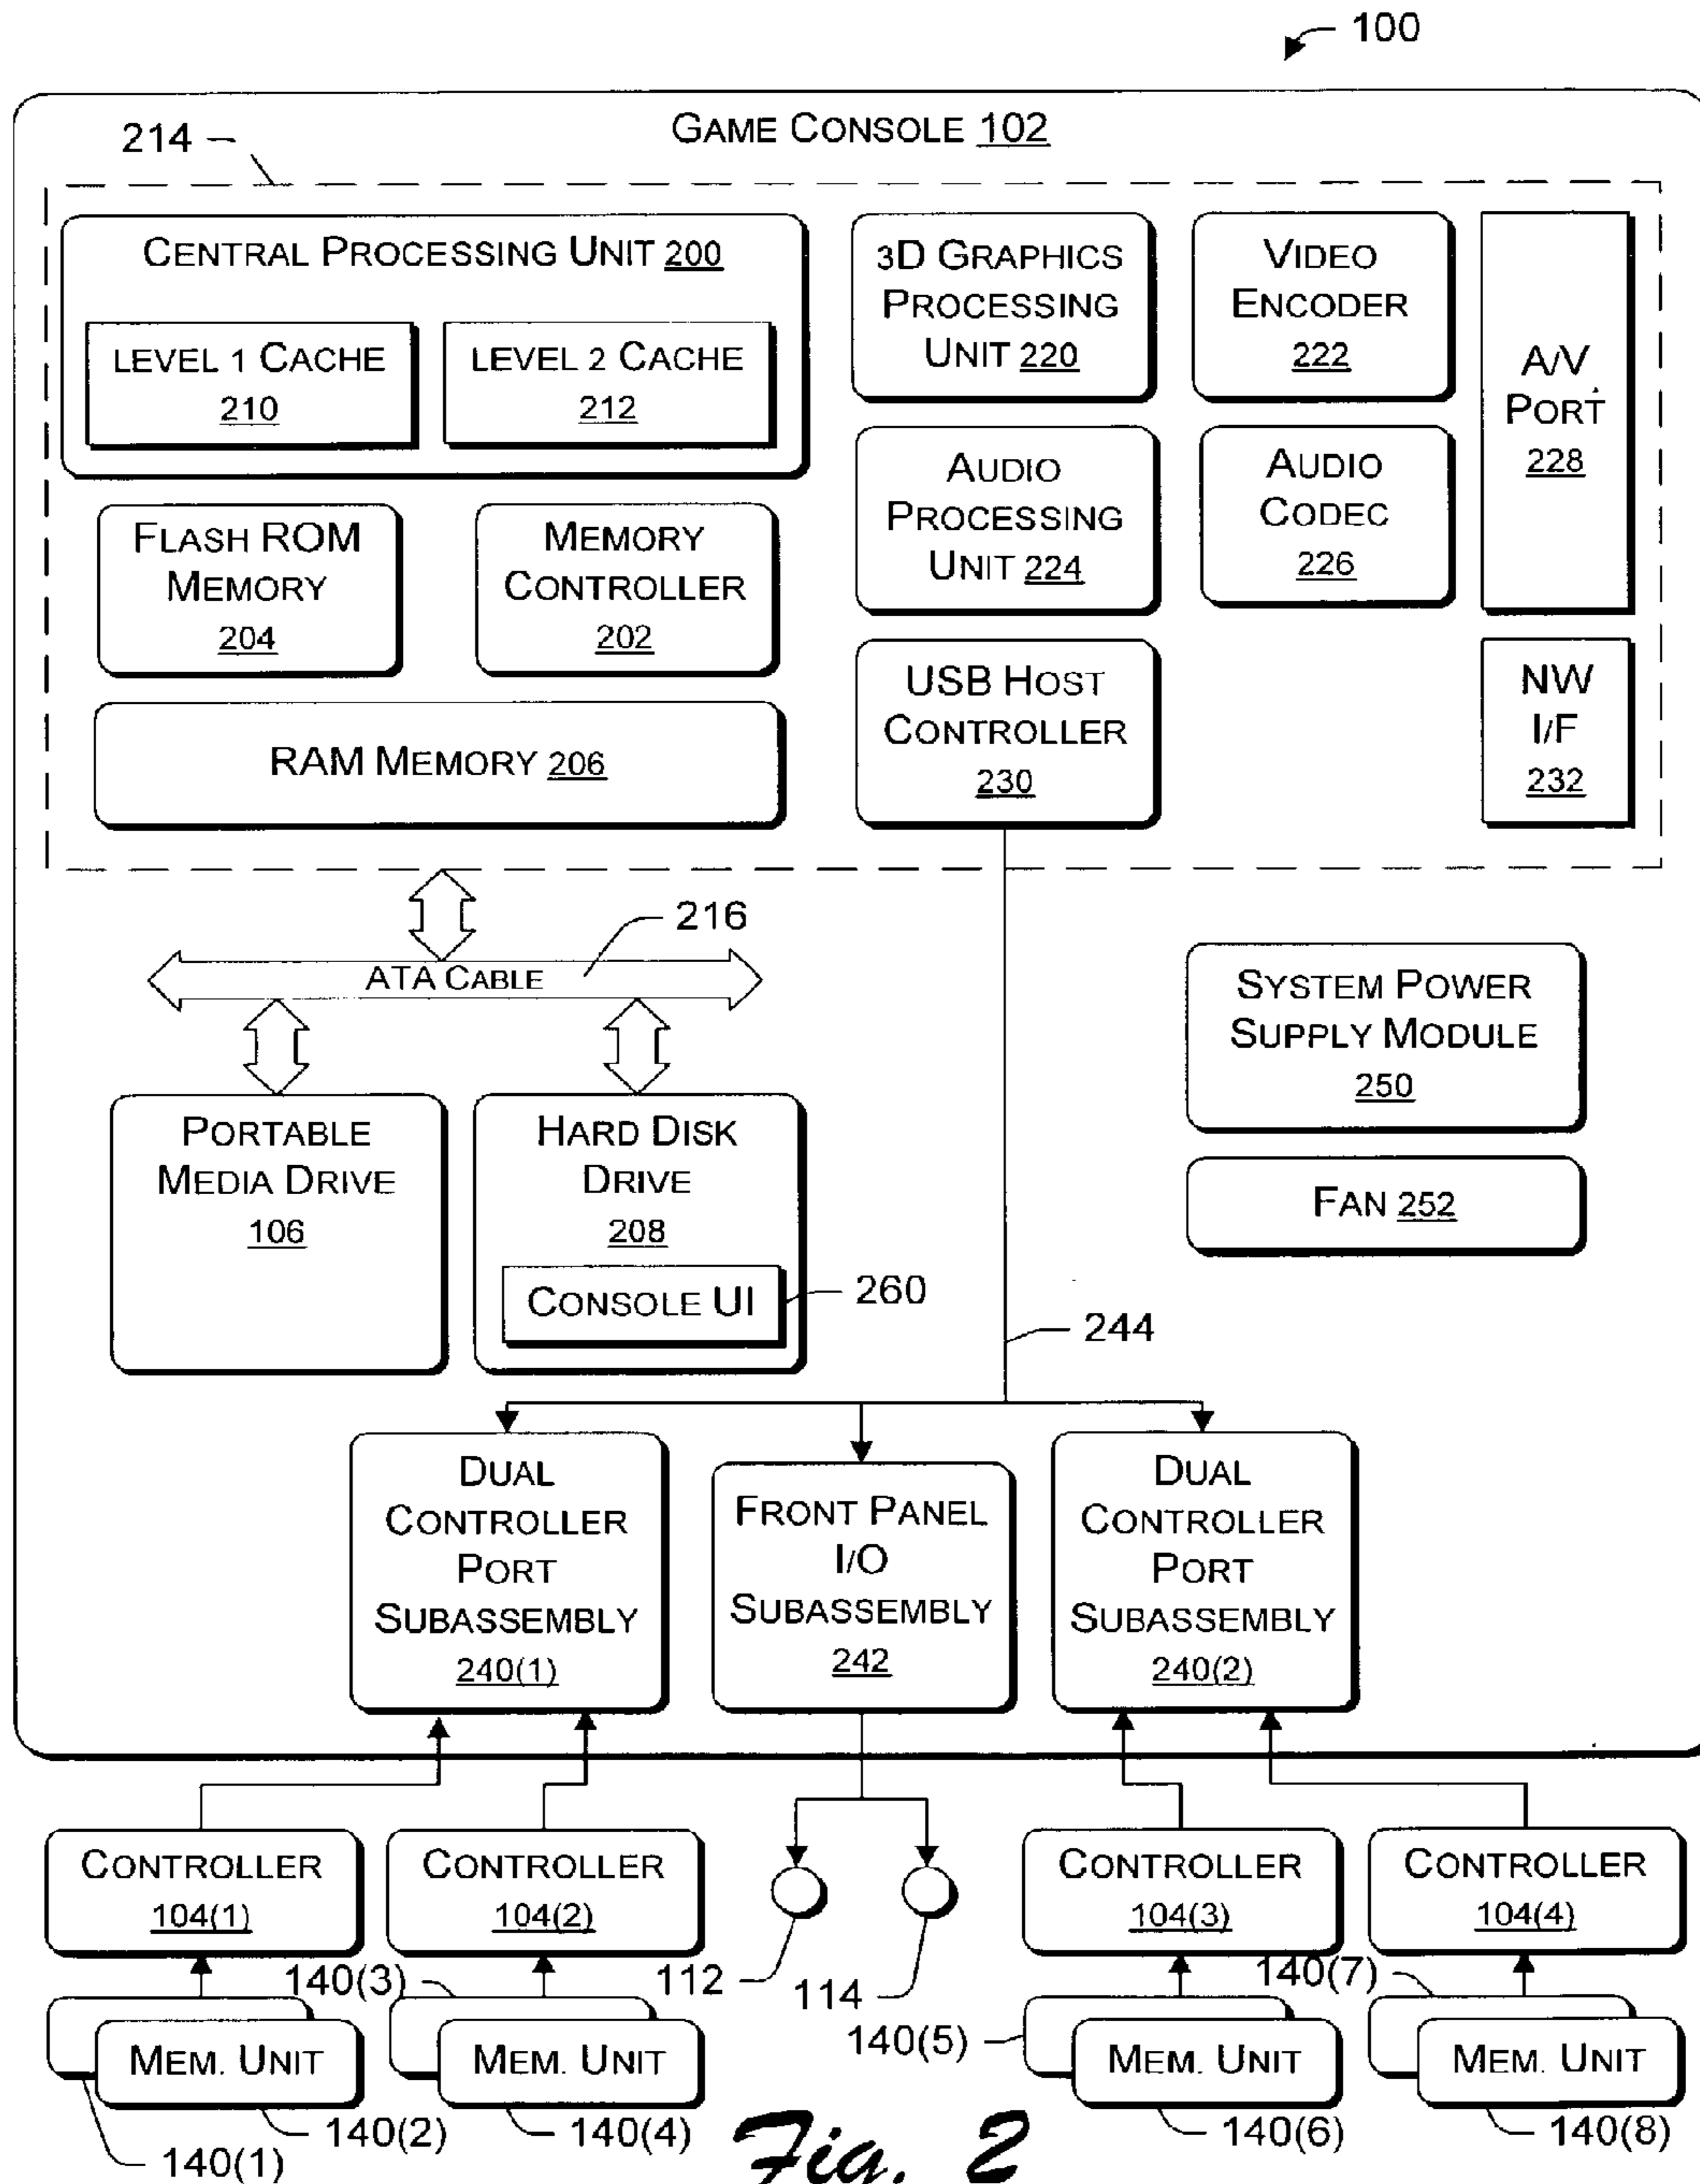 100
GAME CONSOLE 102
214
CENTRAL PROCESSING UNIT 200
LEVEL 1 CACHE
210
LEVEL 2 CACHE
212
3D GRAPHICS
PROCESSING
UNIT 220
VIDEO
ENCODER
222
A/V
PORT
228
FLASH ROM
MEMORY
204
MEMORY
CONTROLLER
202
AUDIO
PROCESSING
UNIT 224
AUDIO
CODEC
226
RAM MEMORY 206
USB HOST
CONTROLLER
230
NW
I/F
232
216
ATA CABLE
SYSTEM POWER
SUPPLY MODULE
250
PORTABLE
MEDIA DRIVE
106
HARD DISK
DRIVE
208
CONSOLE UI
260
FAN 252
244
DUAL
CONTROLLER
PORT
SUBASSEMBLY
240(1)
FRONT PANEL
I/O
SUBASSEMBLY
242
DUAL
CONTROLLER
PORT
SUBASSEMBLY
240(2)
CONTROLLER
104(1)
CONTROLLER
104(2)
CONTROLLER
104(3)
CONTROLLER
104(4)
140(3)
112
114
140(5)
140(7)
MEM. UNIT
MEM. UNIT
MEM. UNIT
MEM. UNIT
140(1)
140(2)
140(4)
140(6)
140(8)
Fig. 2